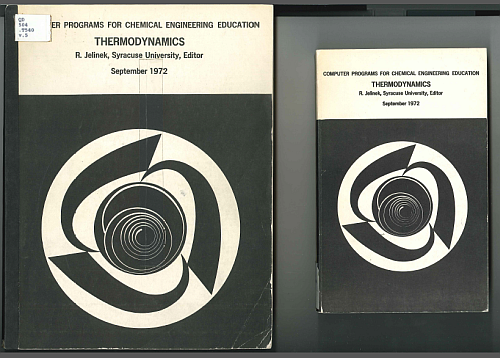 QD
504
.T540
v.5
ER PROGRAMS FOR CHEMICAL ENGINEERING EDUCATION
THERMODYNAMICS
R. Jelinek, Syracuse University, Editor
September 1972
COMPUTER PROGRAMS FOR CHEMICAL ENGINEERING EDUCATION
THERMODYNAMICS
R. Jelinek, Syracuse University, Editor
September 1972